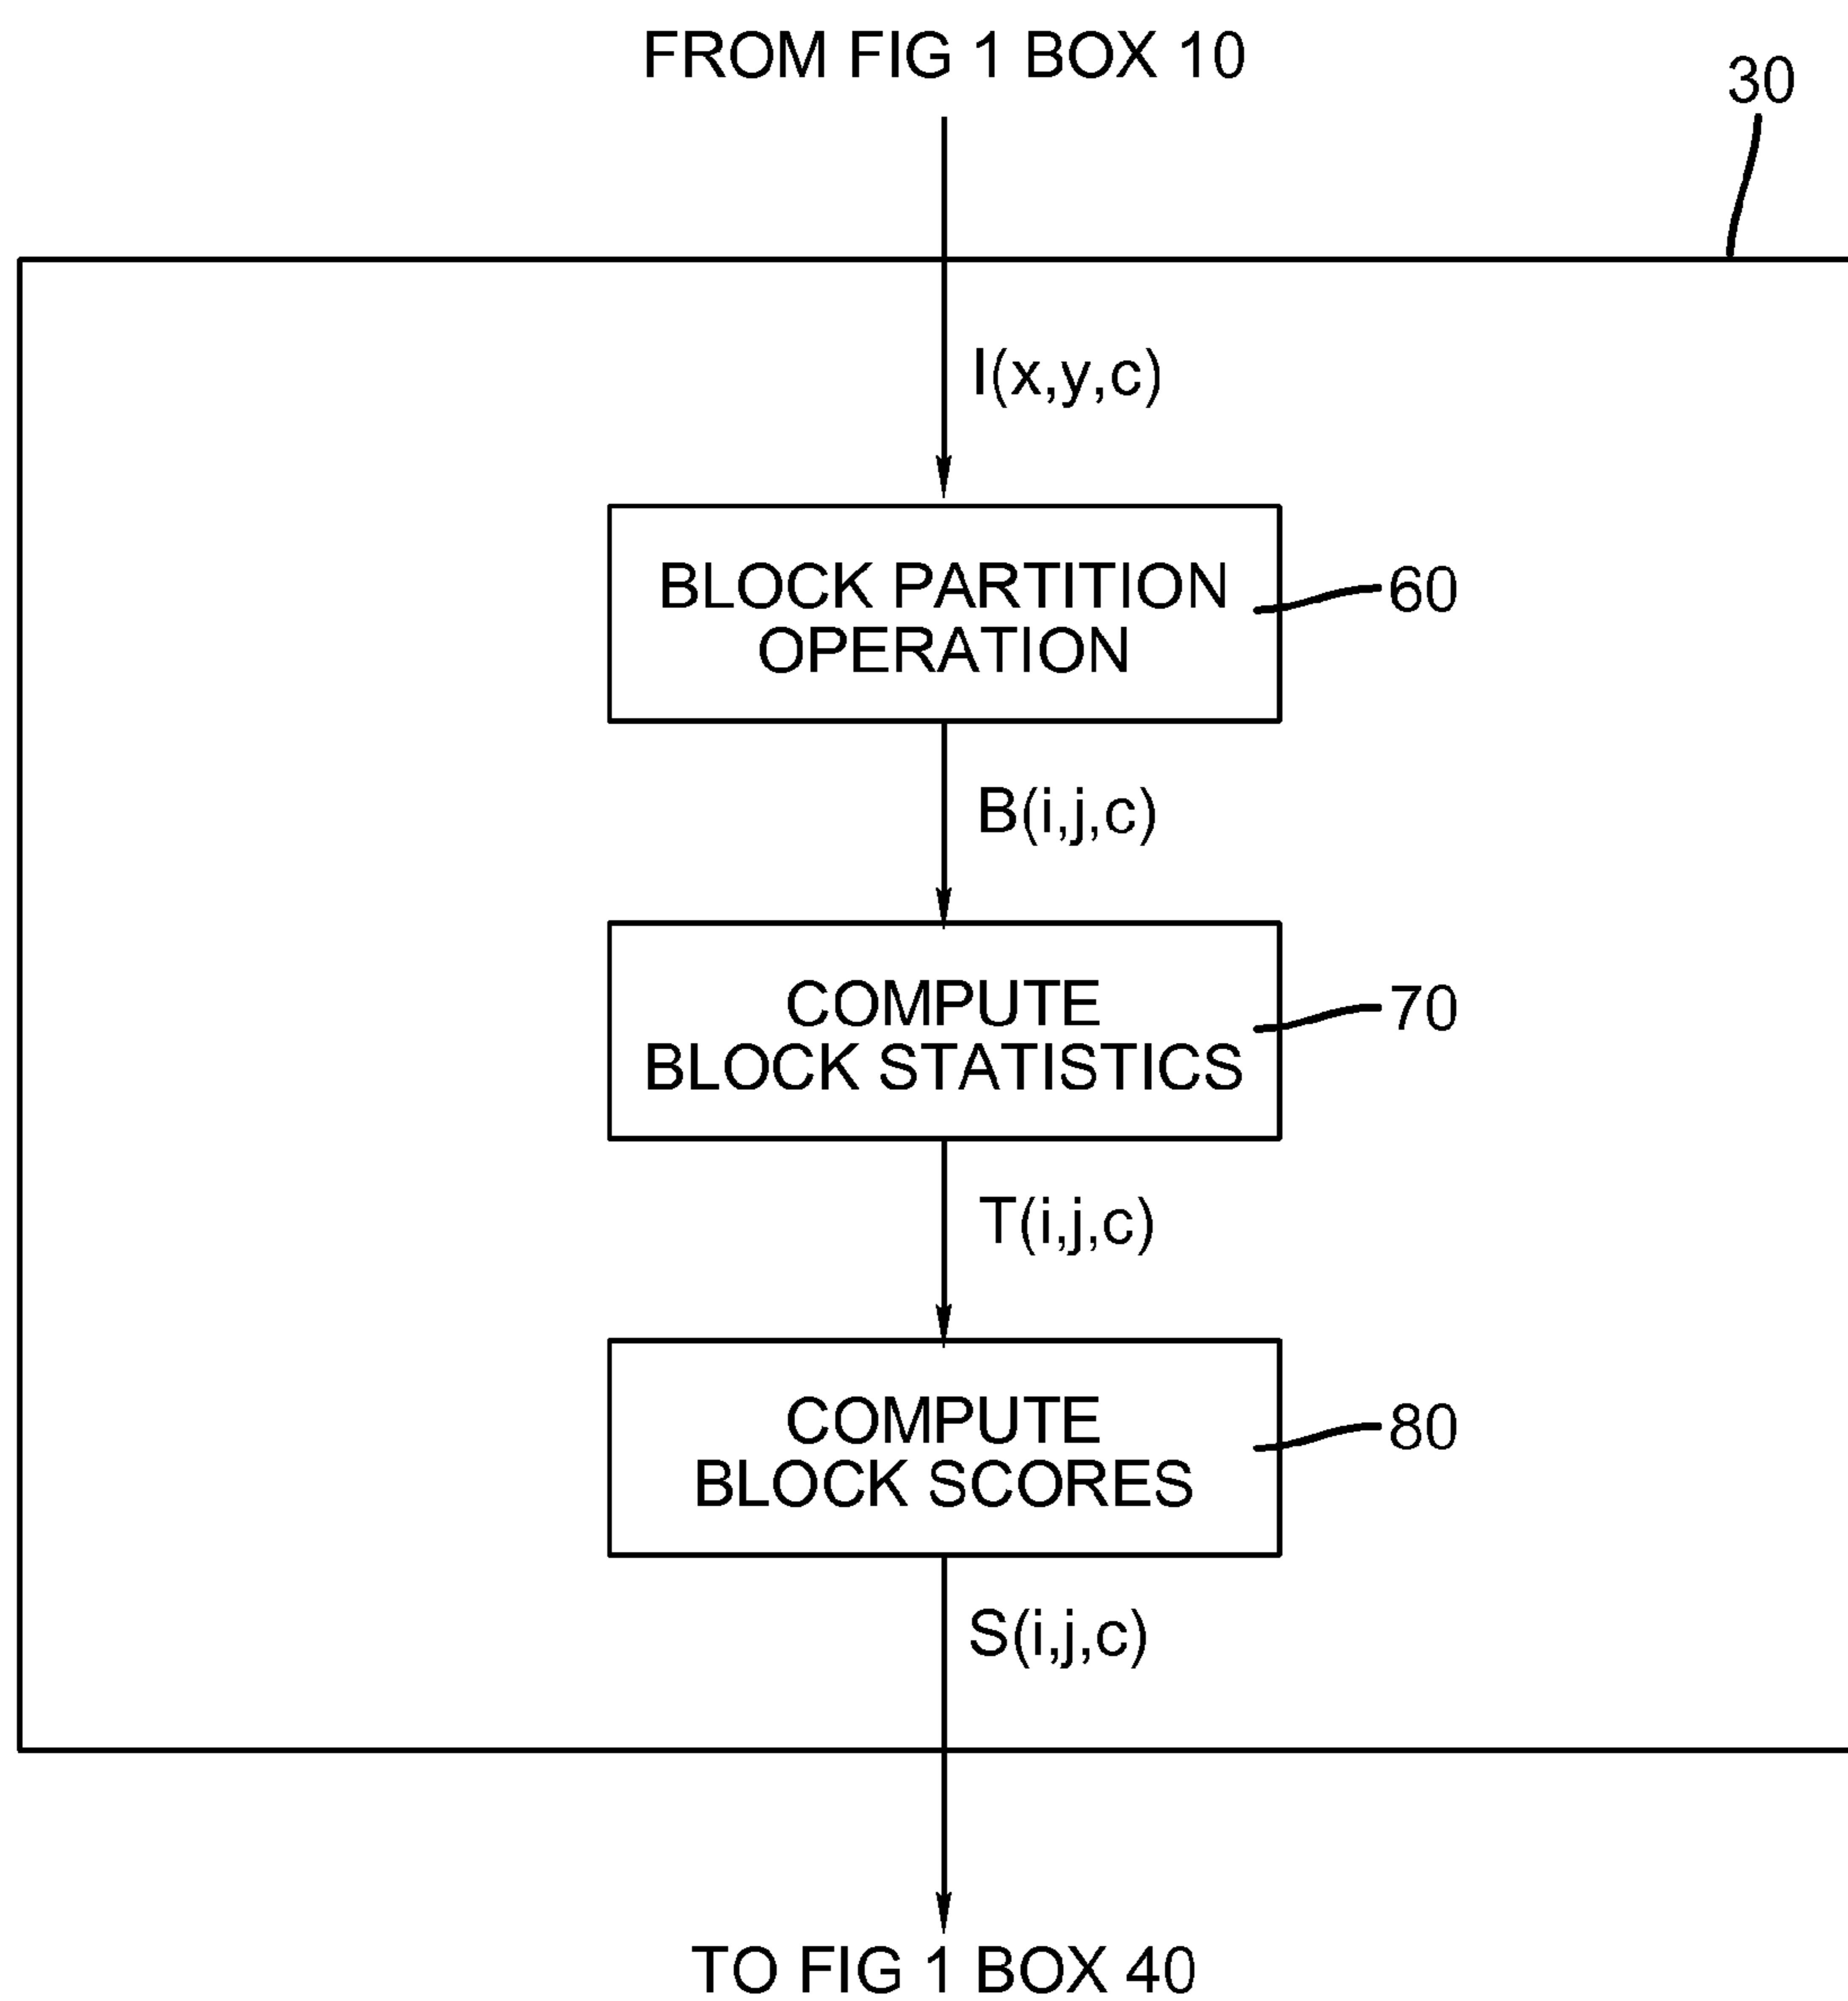 FROM FIG 1 BOX 10
30
I(x,y,c)
BLOCK PARTITION
OPERATION
60
B(i,j,c)
COMPUTE
BLOCK STATISTICS
70
T(i,j,c)
COMPUTE
BLOCK SCORES
80
S(i,j,c)
TO FIG 1 BOX 40